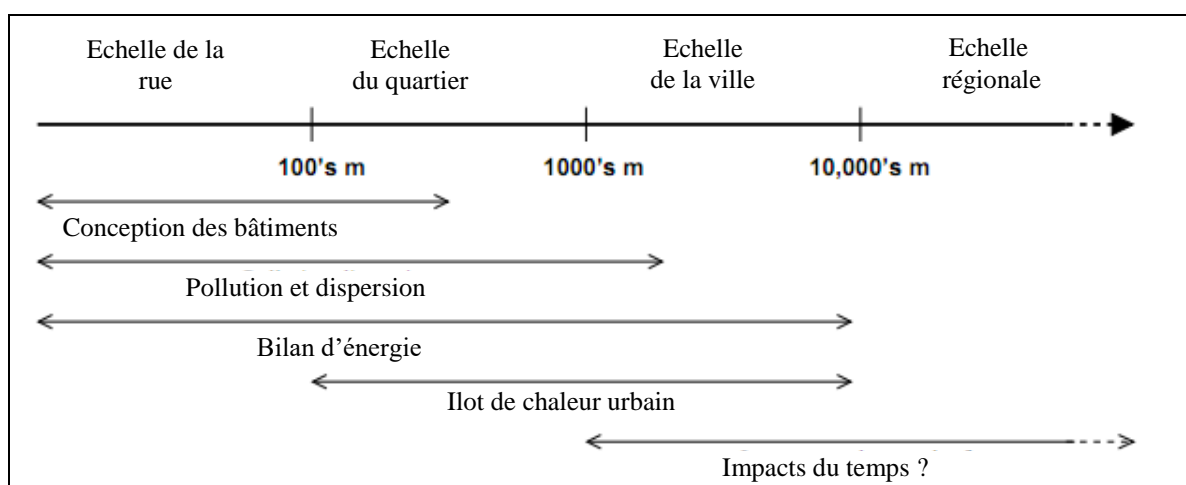 Echelle de la
rue
Echelle
du quartier
Echelle
de la ville
Echelle
régionale
100's m
1000's m
10,000's m
Conception des bâtiments
Pollution et dispersion
Bilan d’énergie
Ilot de chaleur urbain
Impacts du temps ?